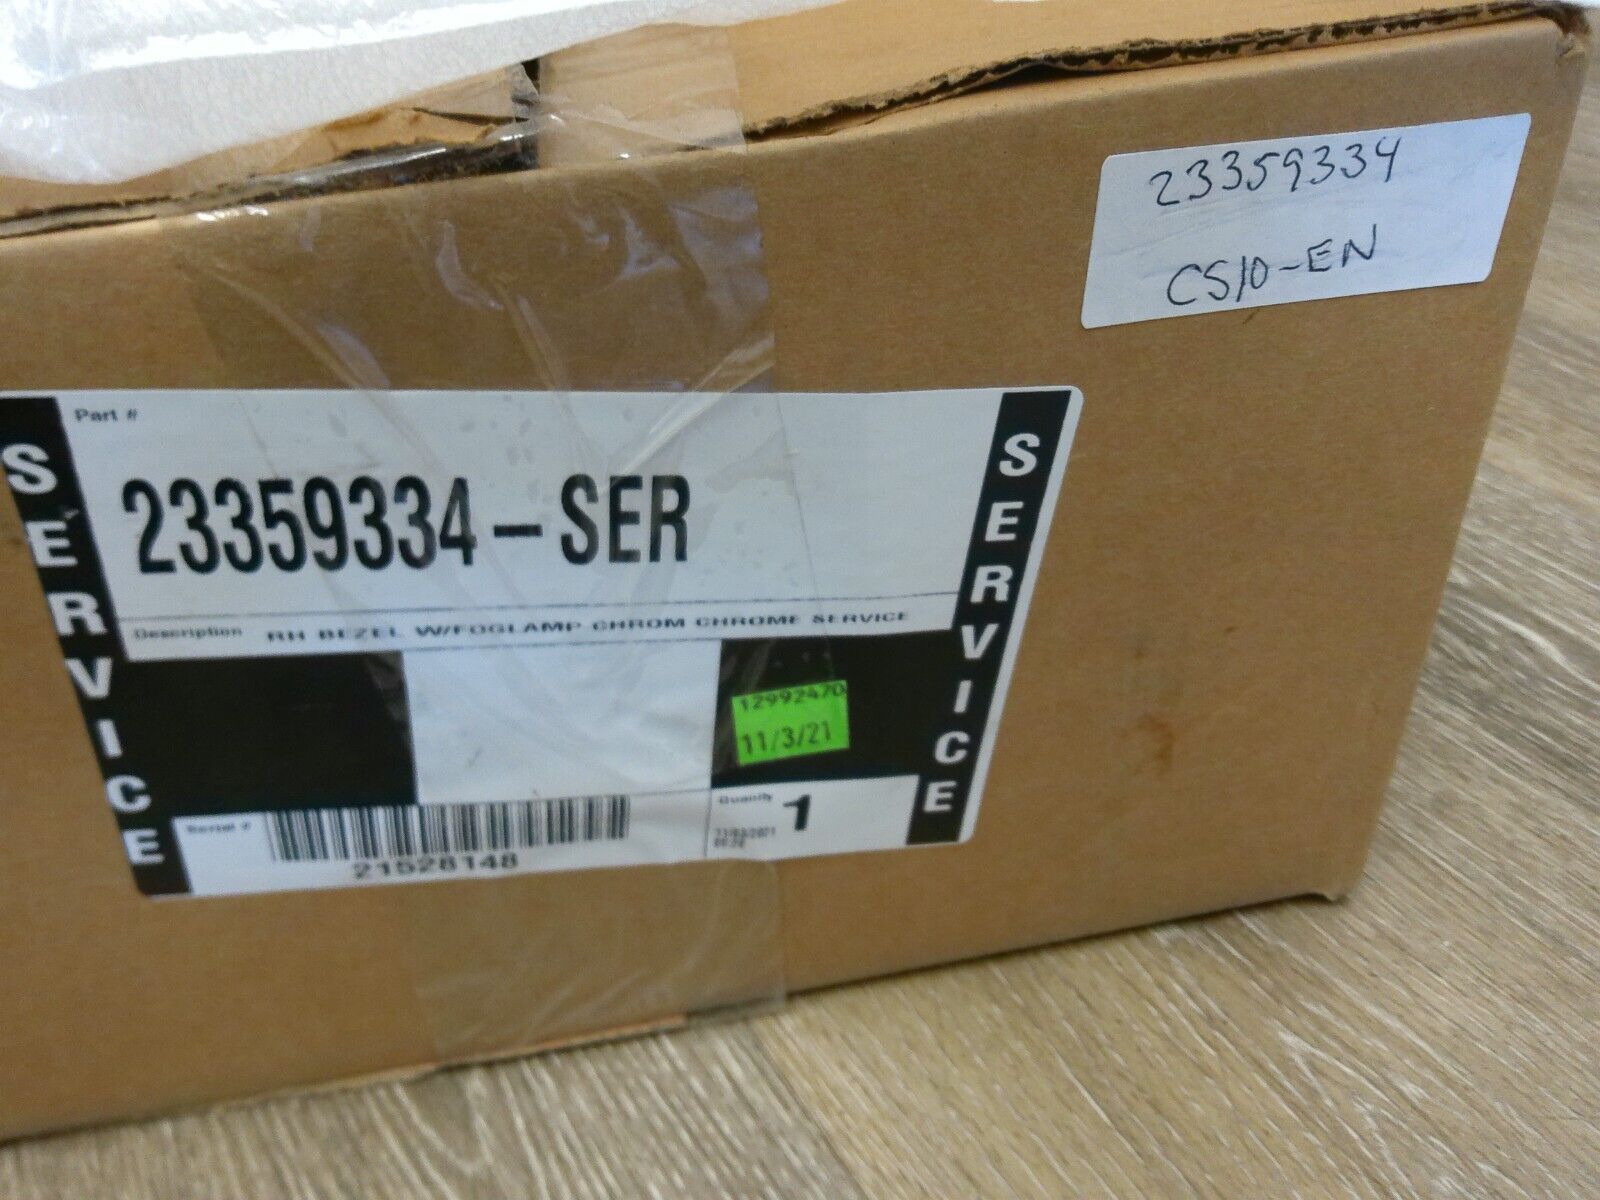 23359334
CS10-EN
SERVICE
Part #
23359334-SER
Description RH BEZEL W/FOGLAMP CHROM CHROME SERVICE
SERVICE
12992470
11/3/21
Serial #
21528148
Quantity
1